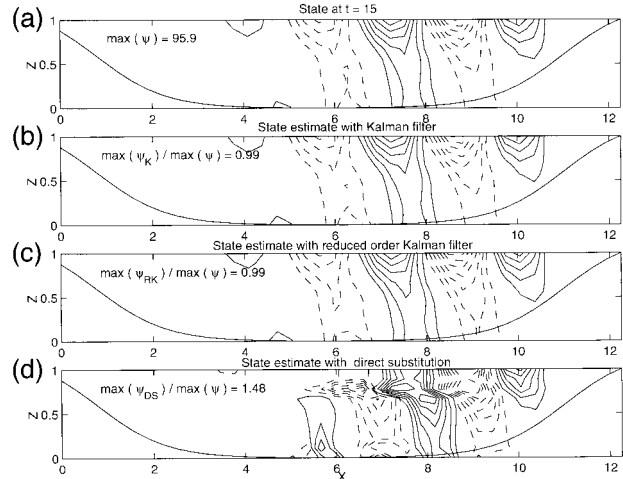 (a)
State at t = 15
max ( ψ ) = 95.9
Z
1
0.5
0
0 2 4 6 8 10 12
(b)
State estimate with Kalman filter
max ( ψK ) / max ( ψ ) = 0.99
Z
1
0.5
0
0 2 4 6 8 10 12
(c)
State estimate with reduced order Kalman filter
max ( ψRK ) / max ( ψ ) = 0.99
Z
1
0.5
0
0 2 4 6 8 10 12
(d)
State estimate with direct substitution
max ( ψDS ) / max ( ψ ) = 1.48
Z
1
0.5
0
0 2 4 6 8 10 12
X